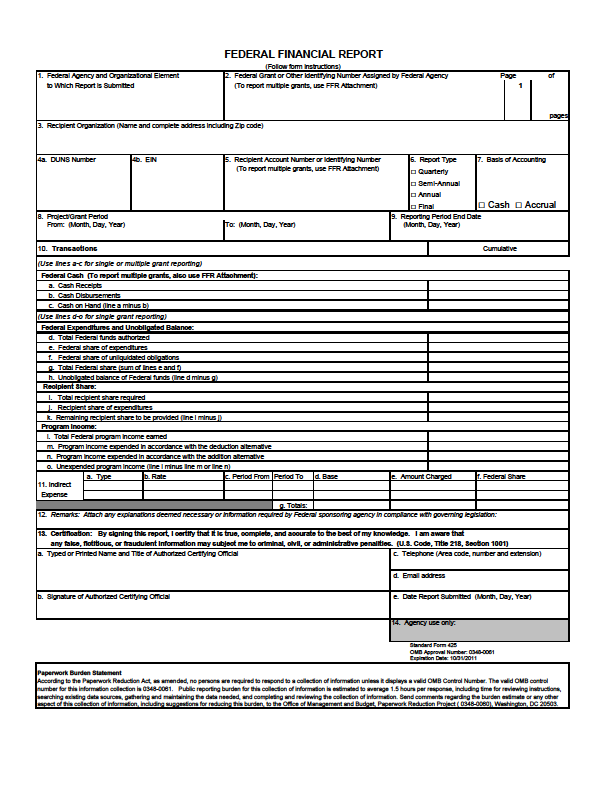 FEDERAL FINANCIAL REPORT
(Follow form instructions)
1. Federal Agency and Organizational Element
to Which Report is Submitted
2. Federal Grant or Other Identifying Number Assigned by Federal Agency
(To report multiple grants, use FFR Attachment)
Page of
1
pages
3. Recipient Organization (Name and complete address including Zip code)
4a. DUNS Number
4b. EIN
5. Recipient Account Number or Identifying Number
(To report multiple grants, use FFR Attachment)
6. Report Type
□ Quarterly
□ Semi-Annual
□ Annual
□ Final
7. Basis of Accounting
□ Cash □ Accrual
8. Project/Grant Period
From: (Month, Day, Year)
To: (Month, Day, Year)
9. Reporting Period End Date
(Month, Day, Year)
10. Transactions
Cumulative
(Use lines a-c for single or multiple grant reporting)
Federal Cash (To report multiple grants, also use FFR Attachment):
a. Cash Receipts
b. Cash Disbursements
c. Cash on Hand (line a minus b)
(Use lines d-o for single grant reporting)
Federal Expenditures and Unobligated Balance:
d. Total Federal funds authorized
e. Federal share of expenditures
f. Federal share of unliquidated obligations
g. Total Federal share (sum of lines e and f)
h. Unobligated balance of Federal funds (line d minus g)
Recipient Share:
i. Total recipient share required
j. Recipient share of expenditures
k. Remaining recipient share to be provided (line i minus j)
Program Income:
l. Total Federal program income earned
m. Program income expended in accordance with the deduction alternative
n. Program income expended in accordance with the addition alternative
o. Unexpended program income (line l minus line m or line n)
11. Indirect
Expense
a. Type
b. Rate
c. Period From
Period To
d. Base
e. Amount Charged
f. Federal Share
g. Totals:
12. Remarks: Attach any explanations deemed necessary or information required by Federal sponsoring agency in compliance with governing legislation:
13. Certification: By signing this report, I certify that it is true, complete, and accurate to the best of my knowledge. I am aware that
any false, fictitious, or fraudulent information may subject me to criminal, civil, or administrative penalities. (U.S. Code, Title 218, Section 1001)
a. Typed or Printed Name and Title of Authorized Certifying Official
c. Telephone (Area code, number and extension)
d. Email address
b. Signature of Authorized Certifying Official
e. Date Report Submitted (Month, Day, Year)
14. Agency use only:
Standard Form 425
OMB Approval Number: 0348-0061
Expiration Date: 10/31/2011
Paperwork Burden Statement
According to the Paperwork Reduction Act, as amended, no persons are required to respond to a collection of information unless it displays a valid OMB Control Number. The valid OMB control
number for this information collection is 0348-0061. Public reporting burden for this collection of information is estimated to average 1.5 hours per response, including time for reviewing instructions,
searching existing data sources, gathering and maintaining the data needed, and completing and reviewing the collection of information. Send comments regarding the burden estimate or any other
aspect of this collection of information, including suggestions for reducing this burden, to the Office of Management and Budget, Paperwork Reduction Project ( 0348-0060), Washington, DC 20503.